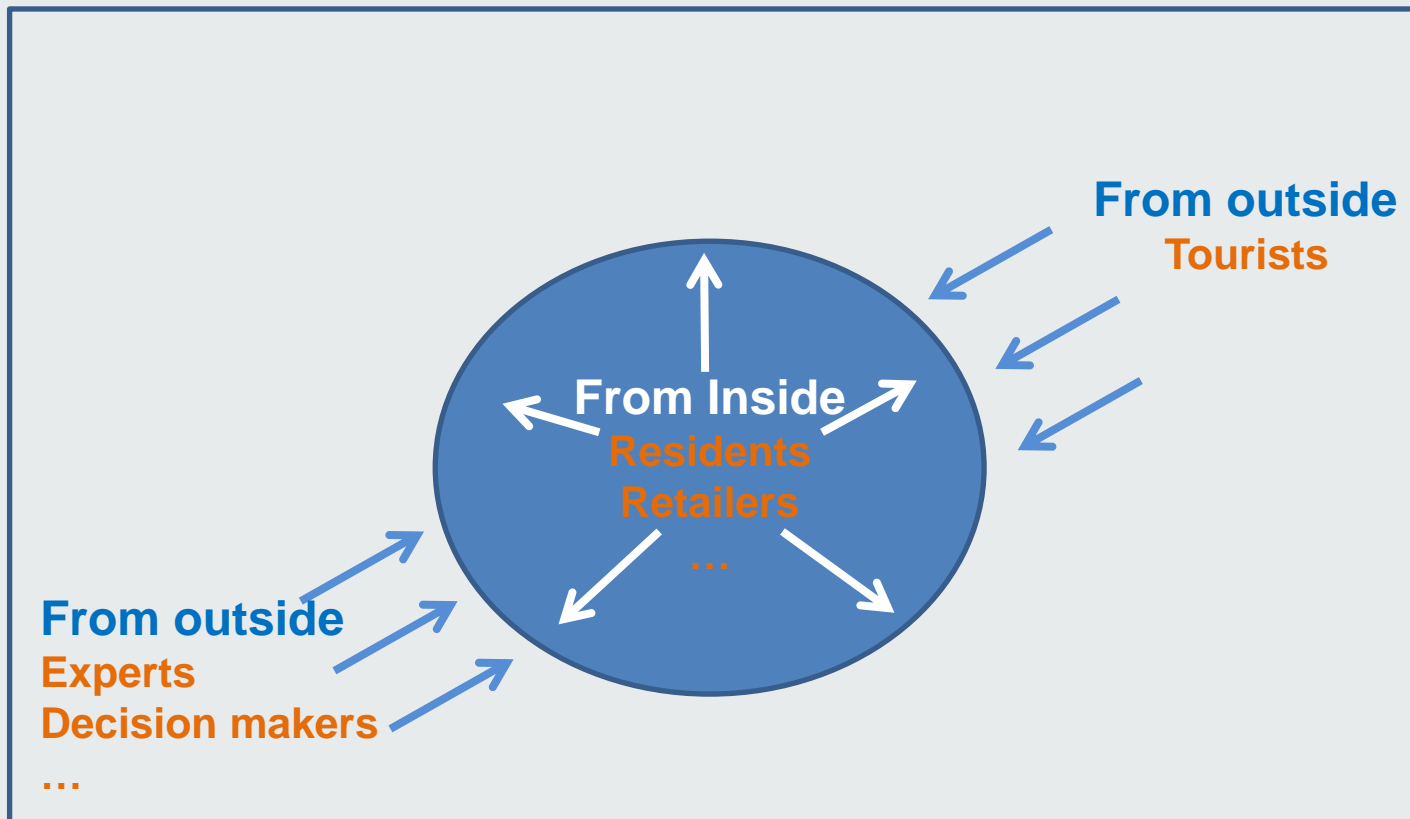 From outside
Tourists
From Inside
Residents
Retailers
…
From outside
Experts
Decision makers
…